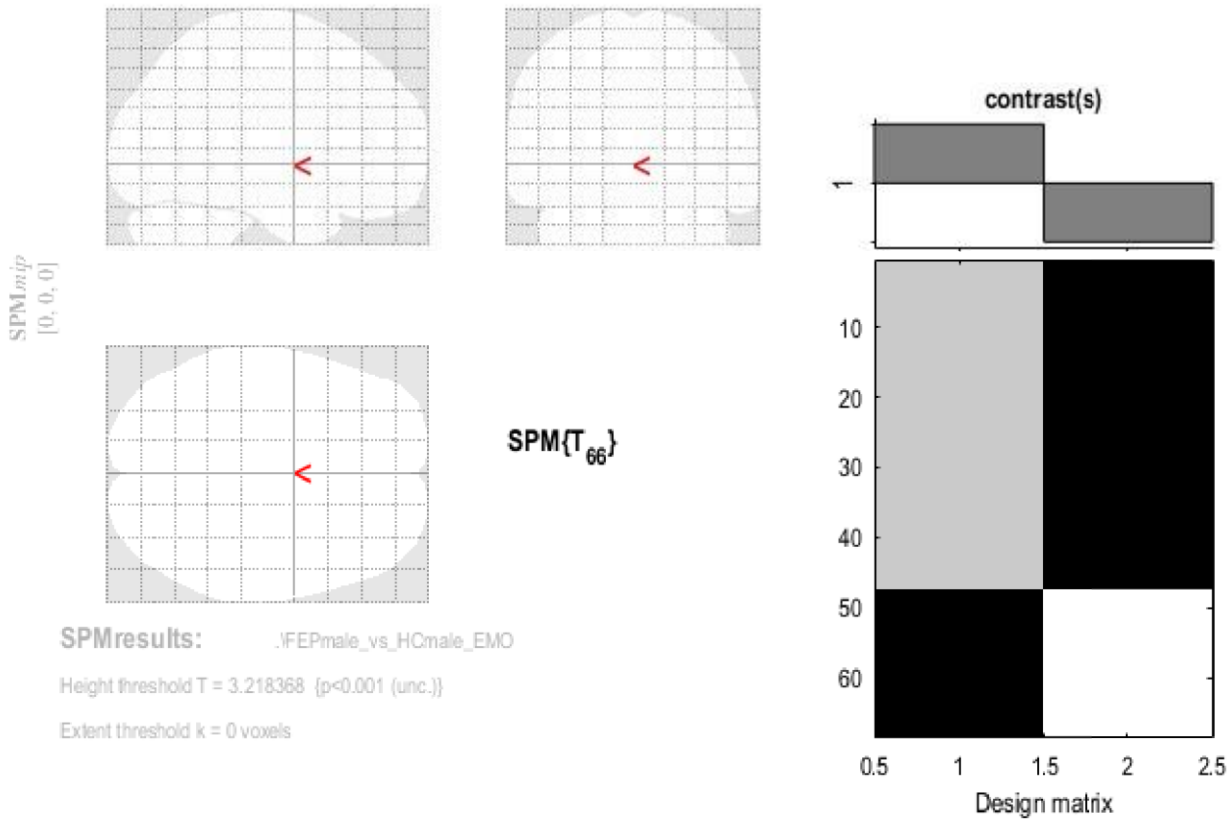 contrast(s)
1
SPMmip
[0, 0, 0]
SPM{T66}
SPMresults: .\FEPmale_vs_HCmale_EMO
Height threshold T = 3.218368 {p<0.001 (unc.)}
Extent threshold k = 0 voxels
10
20
30
40
50
60
0.5 1 1.5 2 2.5
Design matrix